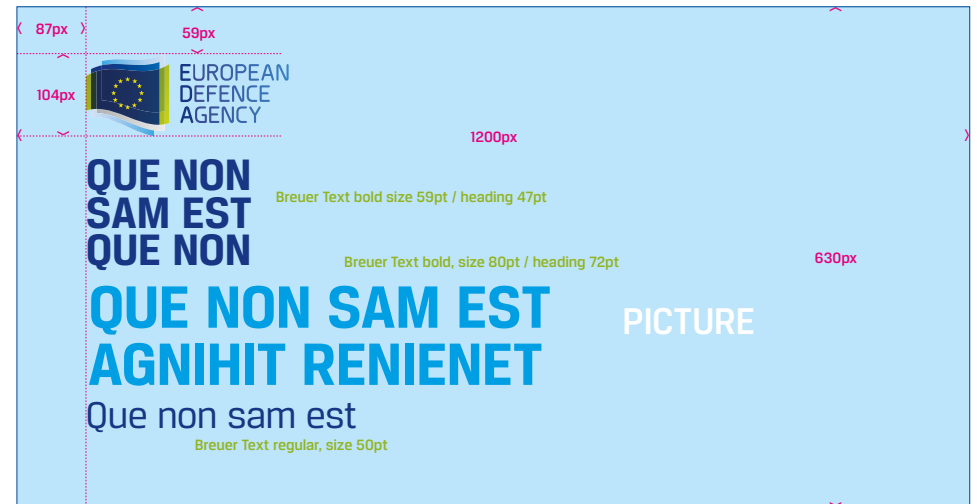 87px
59px
104px
EUROPEAN
DEFENCE
AGENCY
1200px
QUE NON
SAM EST
QUE NON
Breuer Text bold size 59pt / heading 47pt
Breuer Text bold, size 80pt / heading 72pt
630px
QUE NON SAM EST
AGNIHIT RENIENET
PICTURE
Que non sam est
Breuer Text regular, size 50pt